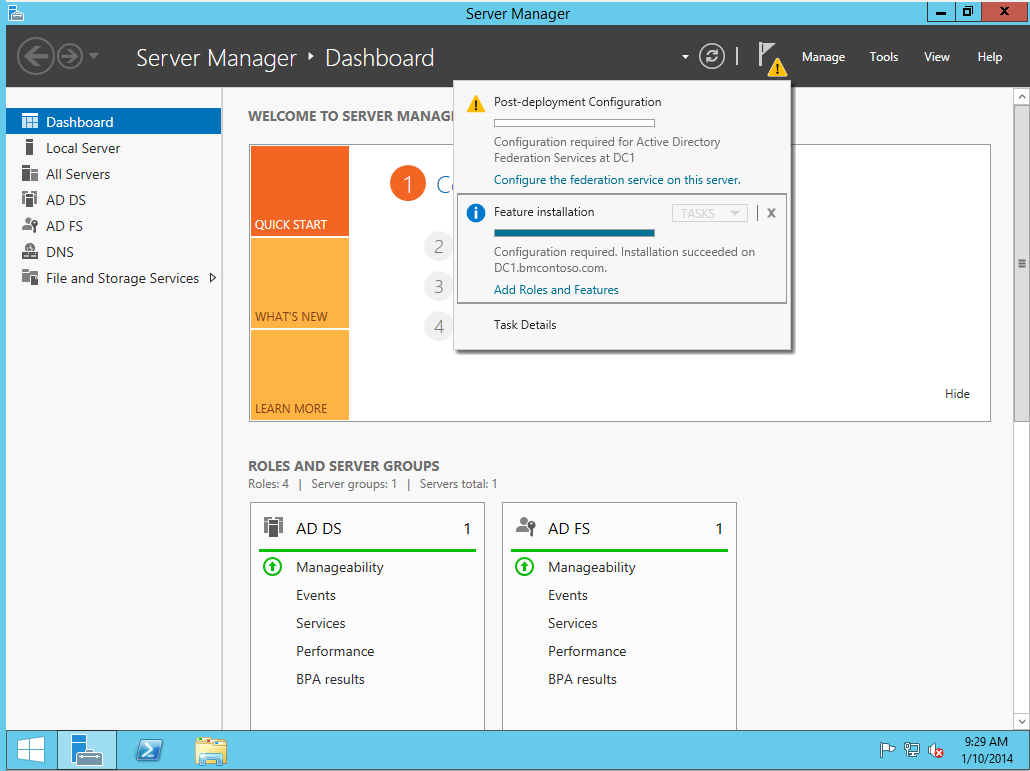 Server Manager
Server Manager Dashboard
Manage Tools View Help
Dashboard
Local Server
All Servers
AD DS
AD FS
DNS
File and Storage Services
WELCOME TO SERVER MANAG
QUICK START
WHAT'S NEW
LEARN MORE
1
2
3
4
Post-deployment Configuration
Configuration required for Active Directory
Federation Services at DC1
Configure the federation service on this server.
Feature installation
TASKS
X
Configuration required. Installation succeeded on
DC1.bmcontoso.com.
Add Roles and Features
Task Details
Hide
ROLES AND SERVER GROUPS
Roles: 4 | Server groups: 1 | Servers total: 1
AD DS 1
Manageability
Events
Services
Performance
BPA results
AD FS 1
Manageability
Events
Services
Performance
BPA results
9:29 AM
1/10/2014